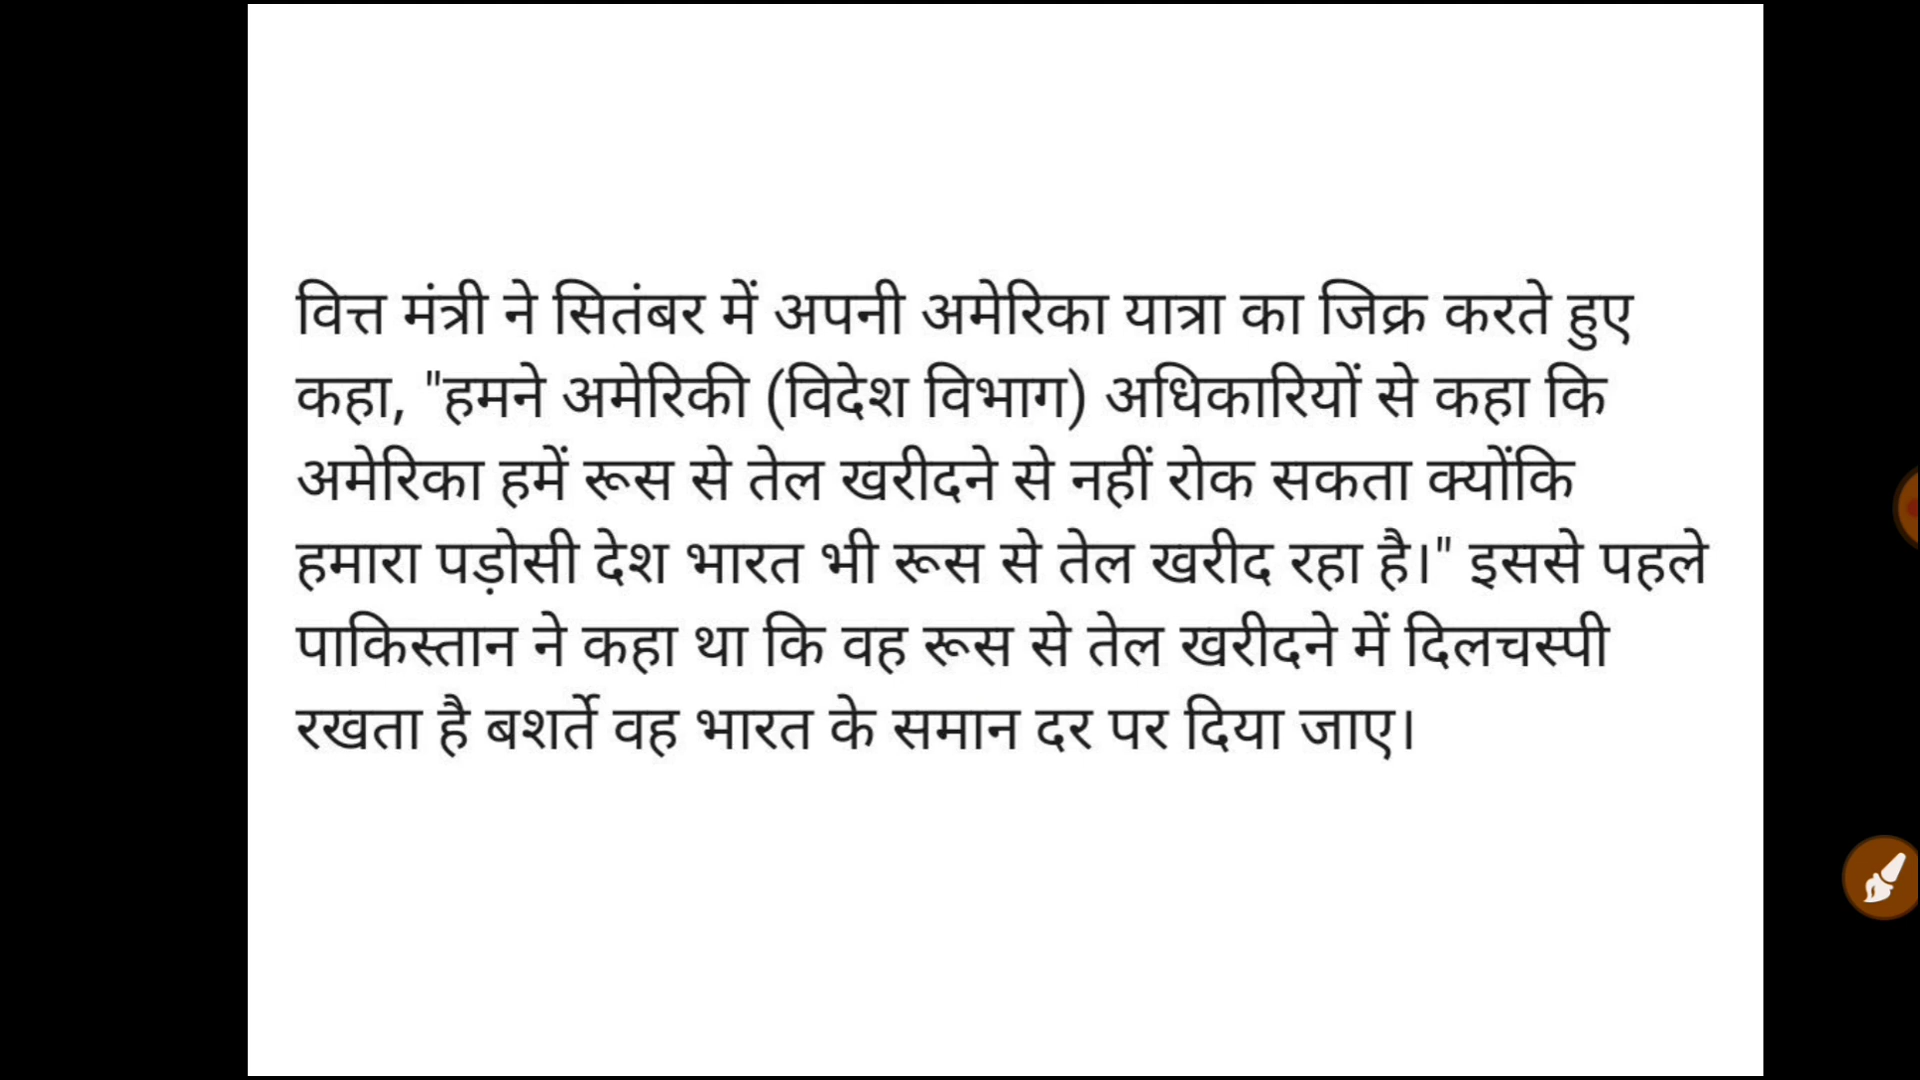 वित्त मंत्री ने सितंबर में अपनी अमेरिका यात्रा का जिक्र करते हुए
कहा, "हमने अमेरिकी (विदेश विभाग) अधिकारियों से कहा कि
अमेरिका हमें रूस से तेल खरीदने से नहीं रोक सकता क्योंकि
हमारा पड़ोसी देश भारत भी रूस से तेल खरीद रहा है।" इससे पहले
पाकिस्तान ने कहा था कि वह रूस से तेल खरीदने में दिलचस्पी
रखता है बशर्ते वह भारत के समान दर पर दिया जाए।